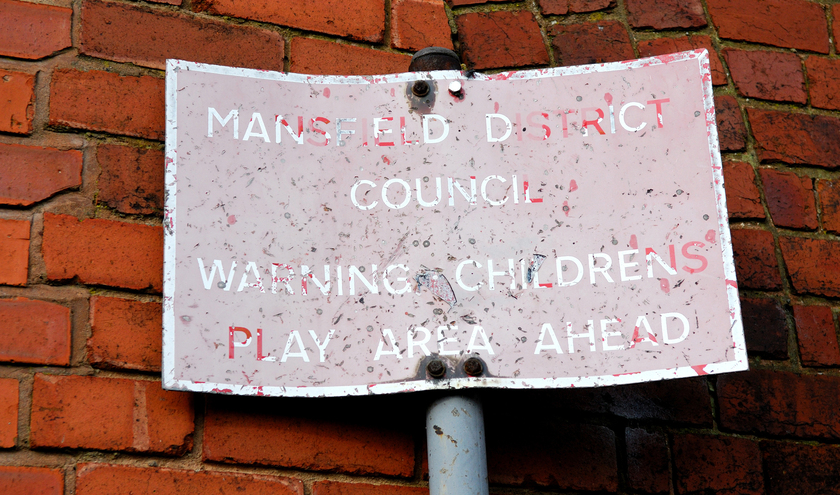 MANSFIELD DISTRICT
COUNCIL
WARNING CHILDRENS'
PLAY AREA AHEAD